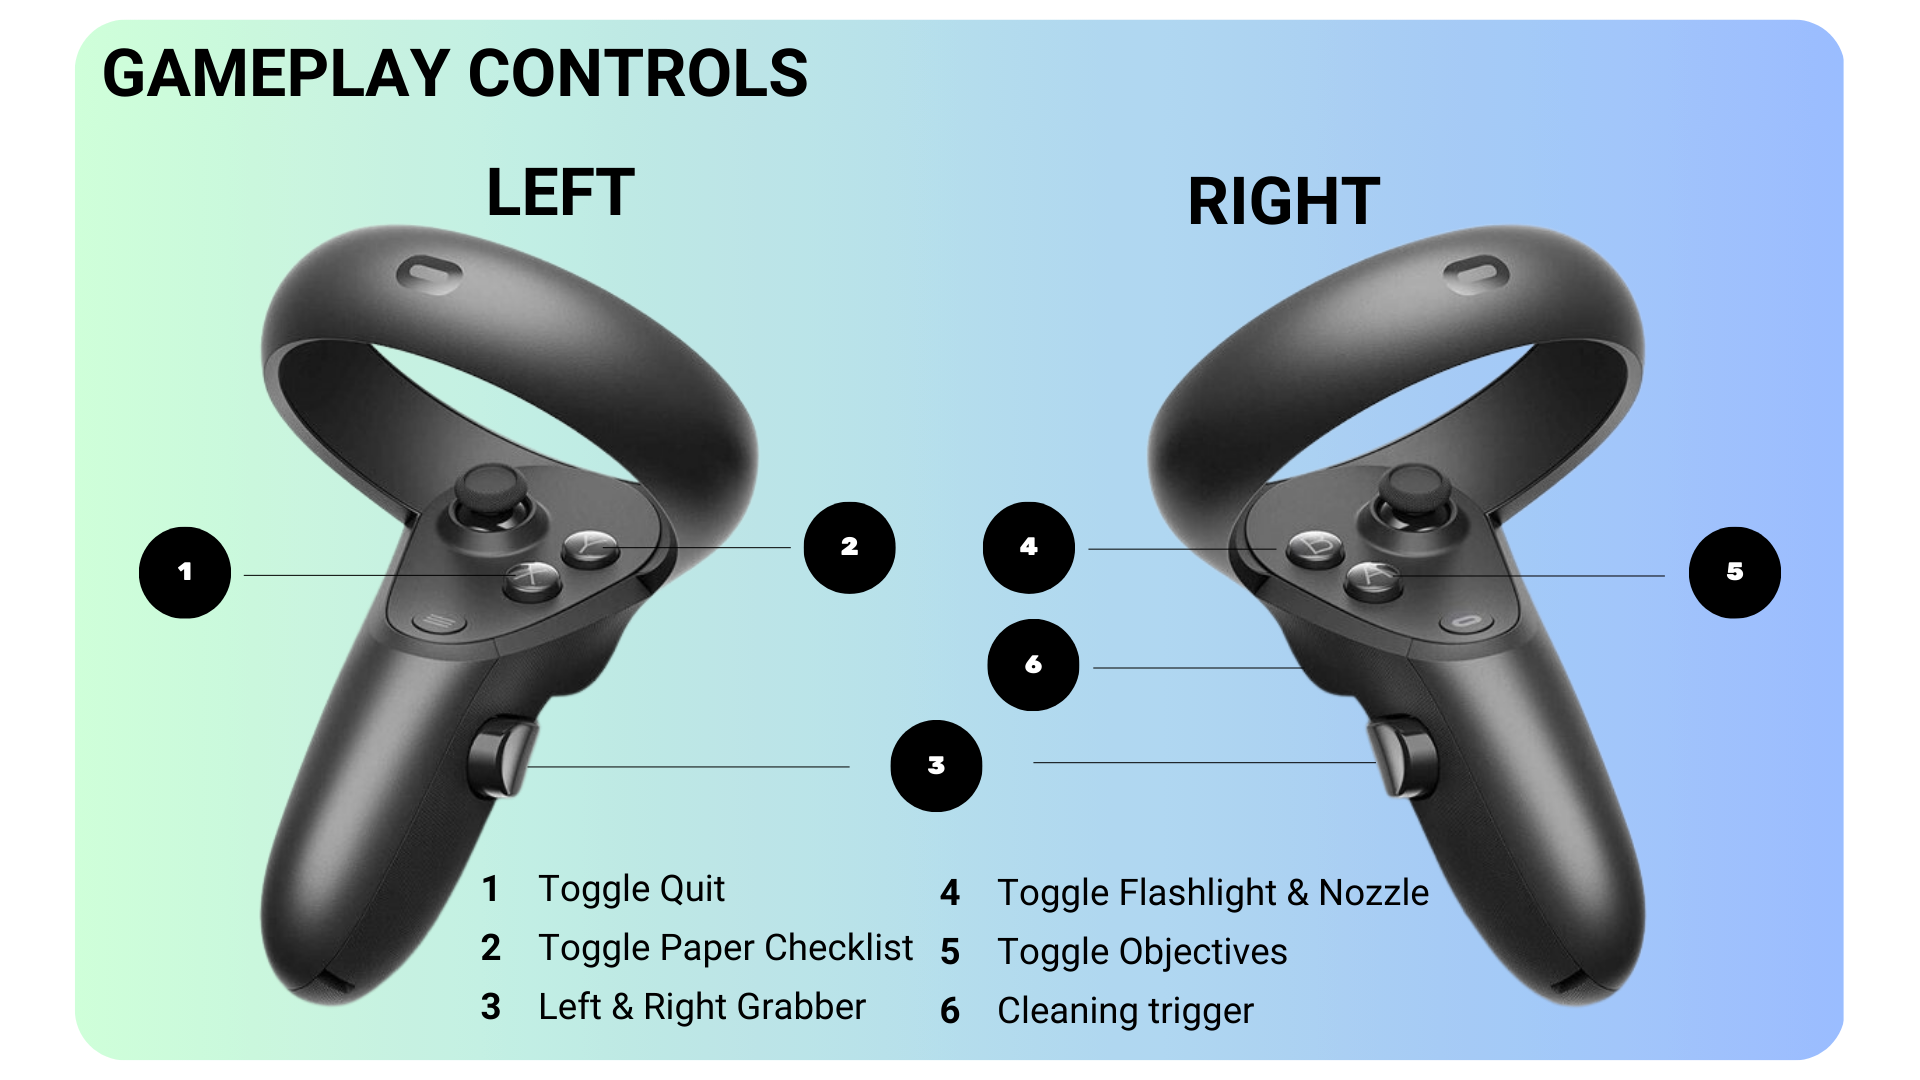 GAMEPLAY CONTROLS
LEFT
RIGHT
Y
X
B
A
1
2
4
5
6
3
1 Toggle Quit
2 Toggle Paper Checklist
3 Left & Right Grabber
4 Toggle Flashlight & Nozzle
5 Toggle Objectives
6 Cleaning trigger